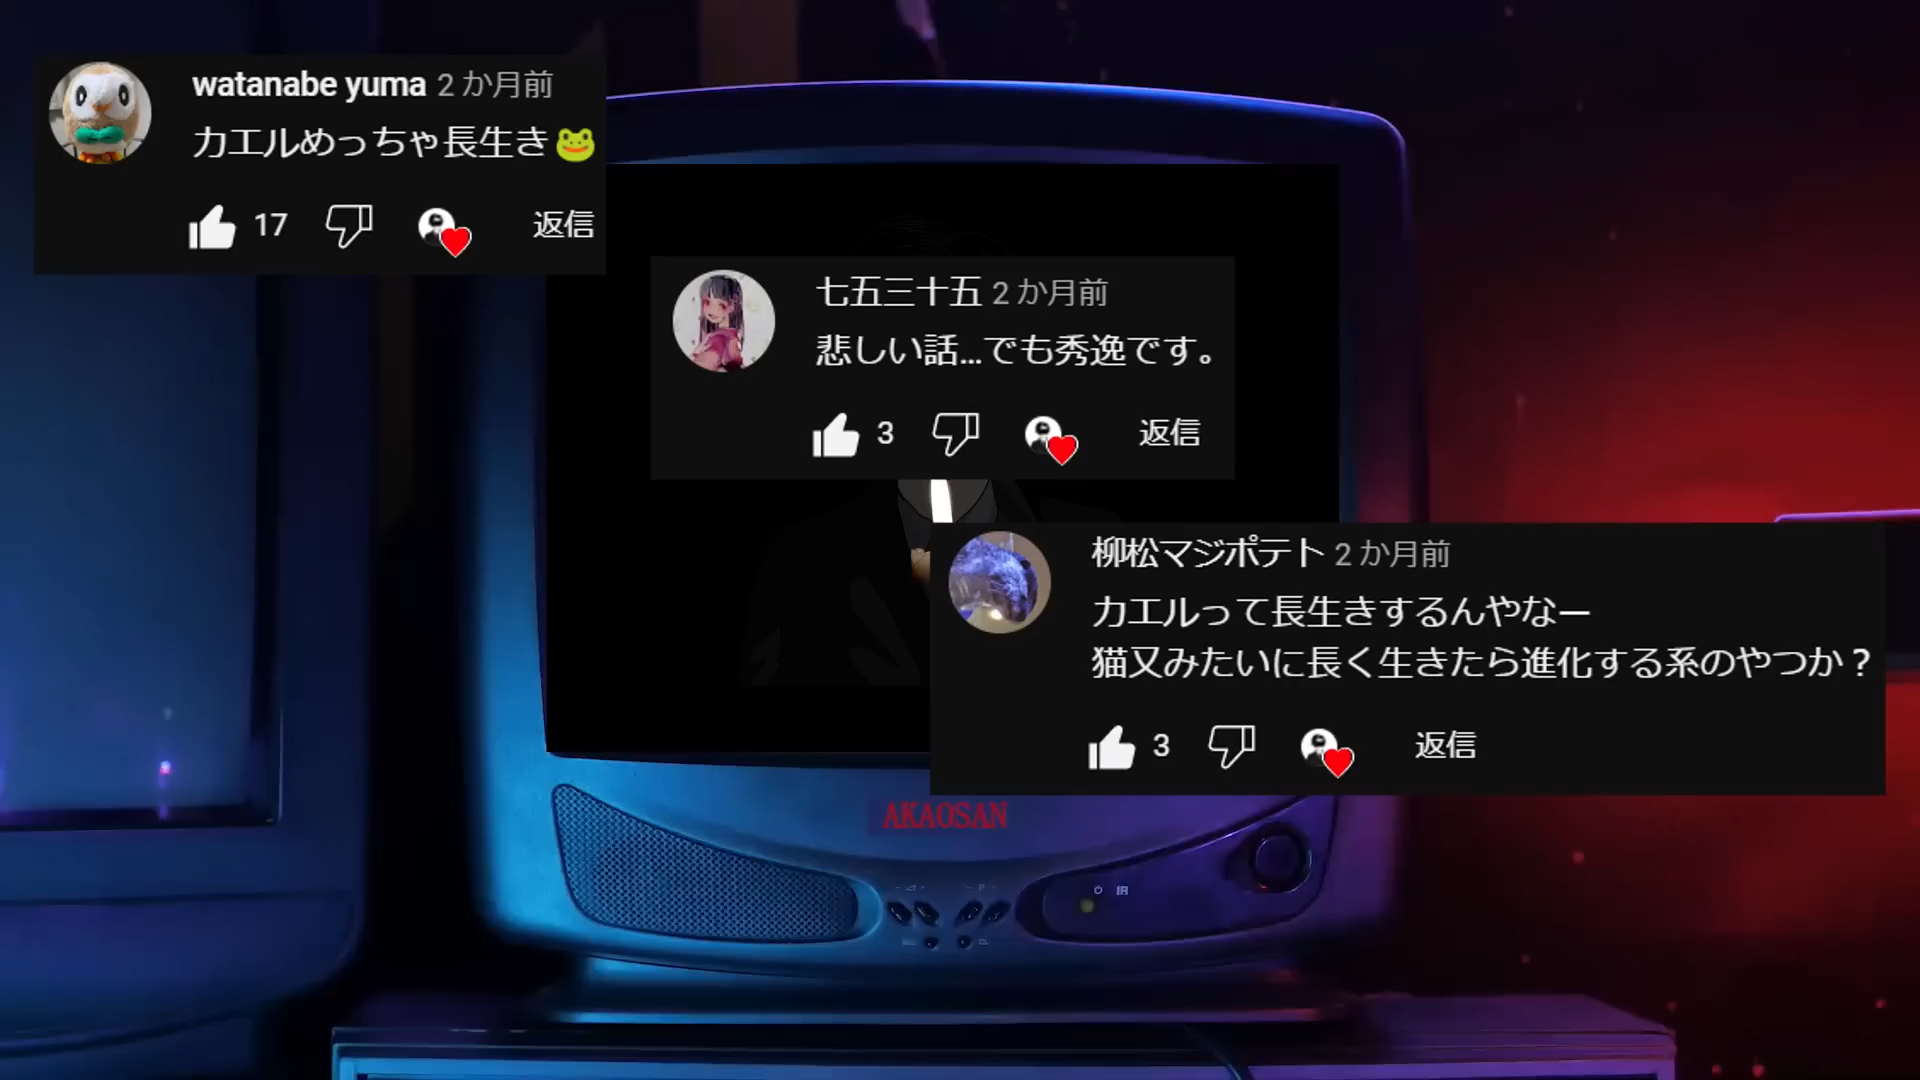 watanabe yuma 2 か月前
カエルめっちゃ長生き🐸
17
返信
七五三十五 2 か月前
悲しい話...でも秀逸です。
3
返信
柳松マジポテト 2 か月前
カエルって長生きするんやなー
猫又みたいに長く生きたら進化する系のやつか？
3
返信
AKAOSAN